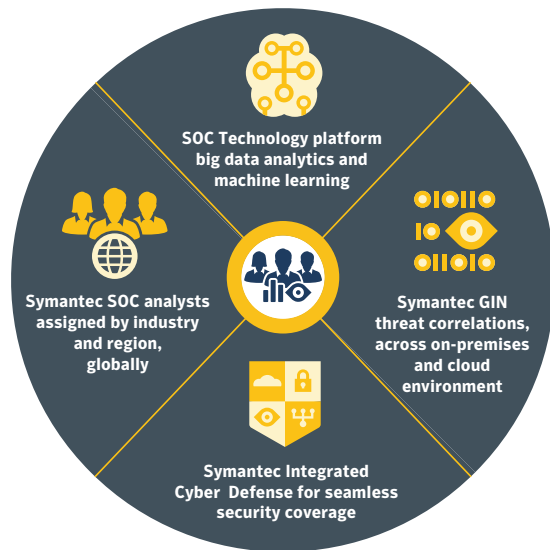 SOC Technology platform
big data analytics and
machine learning
Symantec SOC analysts
assigned by industry
and region,
globally
Symantec GIN
threat correlations,
across on-premises
and cloud
environment
Symantec Integrated
Cyber Defense for seamless
security coverage